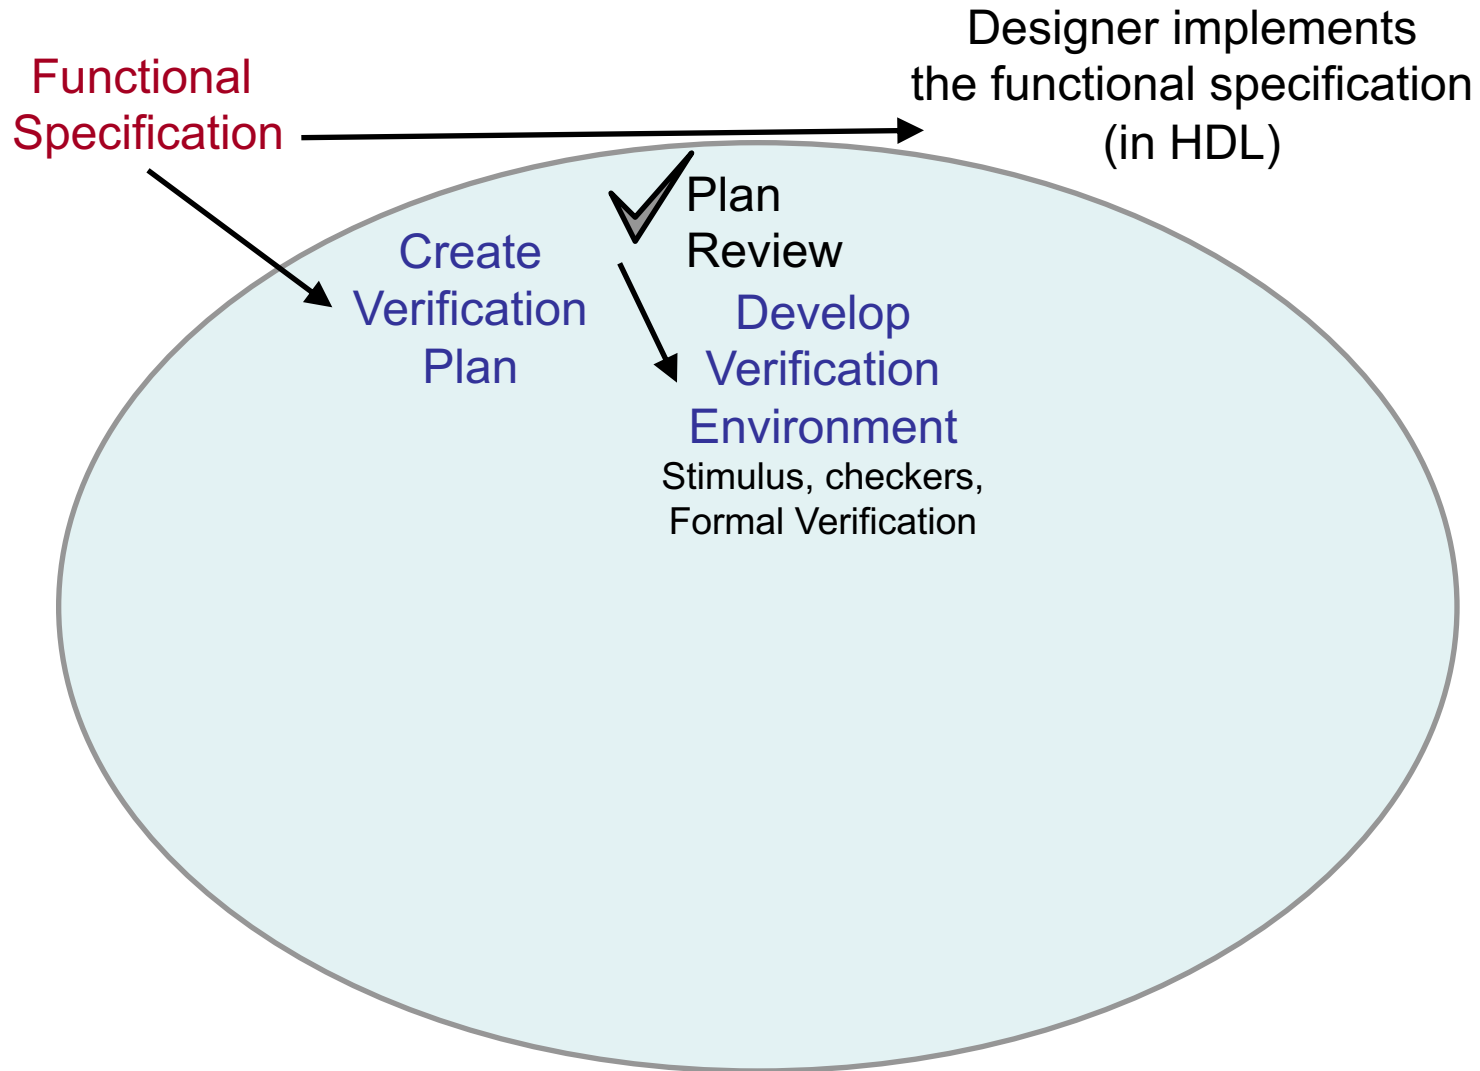 Functional
Specification
Designer implements
the functional specification
(in HDL)
Plan
Review
Create
Verification
Plan
Develop
Verification
Environment
Stimulus, checkers,
Formal Verification